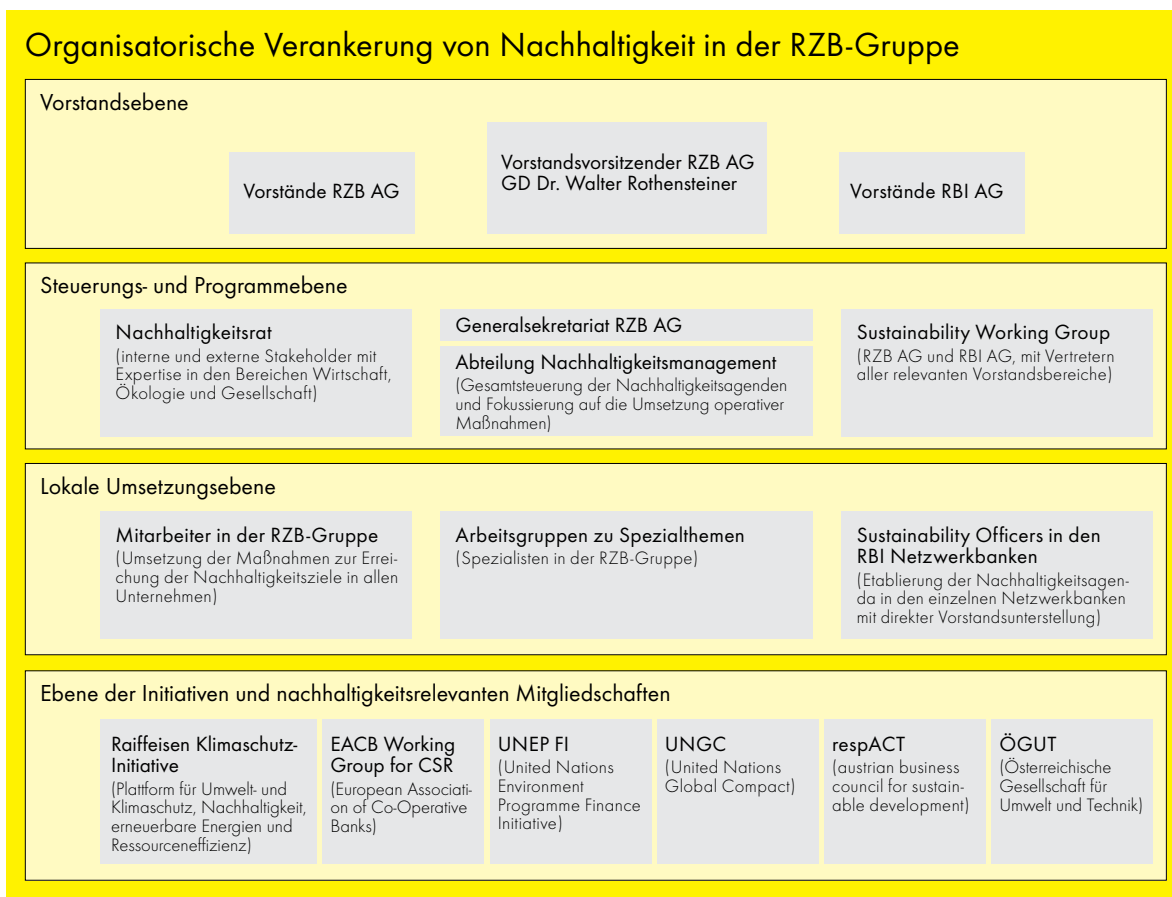 Organisatorische Verankerung von Nachhaltigkeit in der RZB-Gruppe
Vorstandsebene
Vorstände RZB AG
Vorstandsvorsitzender RZB AG
GD Dr. Walter Rothensteiner
Vorstände RBI AG
Steuerungs- und Programmebene
Nachhaltigkeitsrat
(interne und externe Stakeholder mit
Expertise in den Bereichen Wirtschaft,
Ökologie und Gesellschaft)
Generalsekretariat RZB AG
Abteilung Nachhaltigkeitsmanagement
(Gesamtsteuerung der Nachhaltigkeitsagenden
und Fokussierung auf die Umsetzung operativer
Maßnahmen)
Sustainability Working Group
(RZB AG und RBI AG, mit Vertretern
aller relevanten Vorstandsbereiche)
Lokale Umsetzungsebene
Mitarbeiter in der RZB-Gruppe
(Umsetzung der Maßnahmen zur Errei-
chung der Nachhaltigkeitsziele in allen
Unternehmen)
Arbeitsgruppen zu Spezialthemen
(Spezialisten in der RZB-Gruppe)
Sustainability Officers in den
RBI Netzwerkbanken
(Etablierung der Nachhaltigkeitsagen-
da in den einzelnen Netzwerkbanken
mit direkter Vorstandsunterstellung)
Ebene der Initiativen und nachhaltigkeitsrelevanten Mitgliedschaften
Raiffeisen Klimaschutz-
Initiative
(Plattform für Umwelt- und
Klimaschutz, Nachhaltigkeit,
erneuerbare Energien und
Ressourceneffizienz)
EACB Working
Group for CSR
(European Associati-
on of Co-Operative
Banks)
UNEP FI
(United Nations
Environment
Programme Finance
Initiative)
UNGC
(United Nations
Global Compact)
respACT
(austrian business
council for sustain-
able development)
ÖGUT
(Österreichische
Gesellschaft für
Umwelt und Technik)